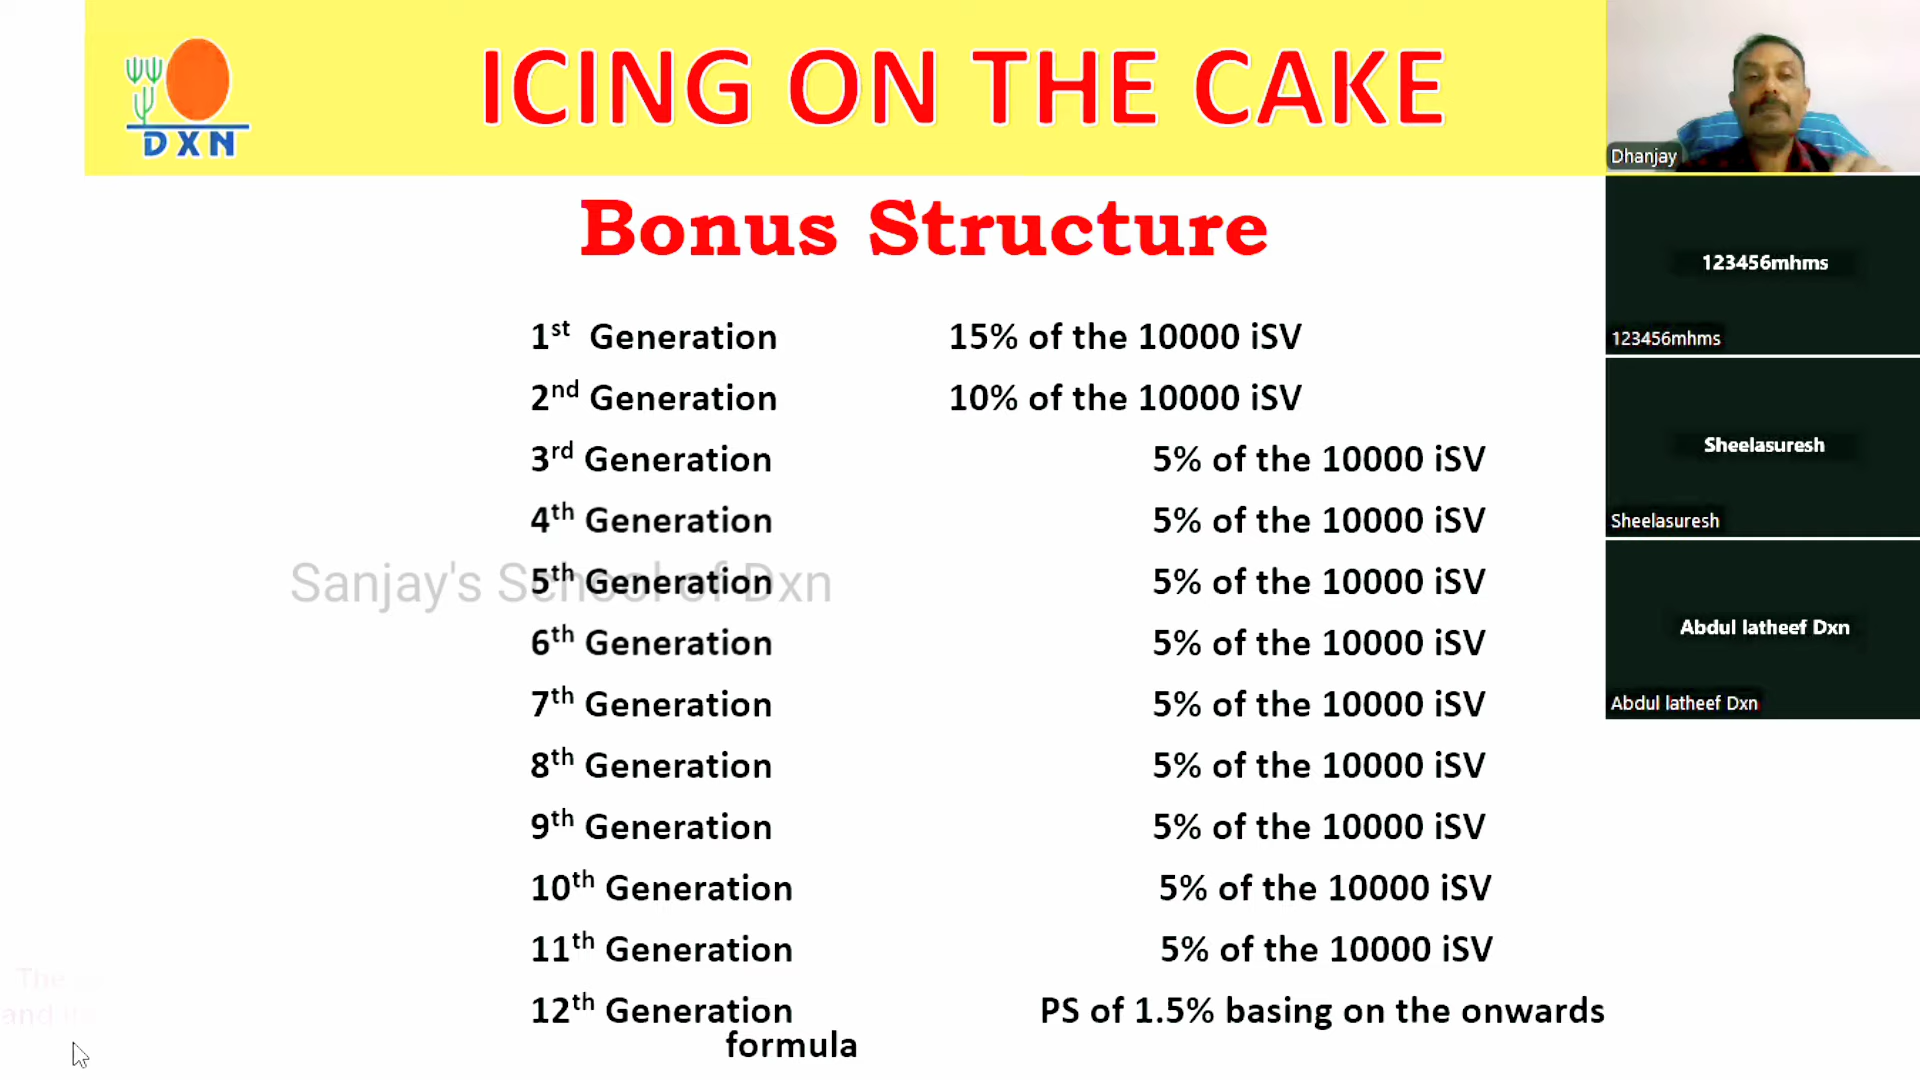 DXN
ICING ON THE CAKE
Bonus Structure
1st Generation 15% of the 10000 iSV
2nd Generation 10% of the 10000 iSV
3rd Generation 5% of the 10000 iSV
4th Generation 5% of the 10000 iSV
5th Generation 5% of the 10000 iSV
Sanjay's School of Dxn
6th Generation 5% of the 10000 iSV
7th Generation 5% of the 10000 iSV
8th Generation 5% of the 10000 iSV
9th Generation 5% of the 10000 iSV
10th Generation 5% of the 10000 iSV
11th Generation 5% of the 10000 iSV
12th Generation PS of 1.5% basing on the onwards
formula
The
and
Dhanjay
123456mhms
123456mhms
Sheelasuresh
Sheelasuresh
Abdul latheef Dxn
Abdul latheef Dxn